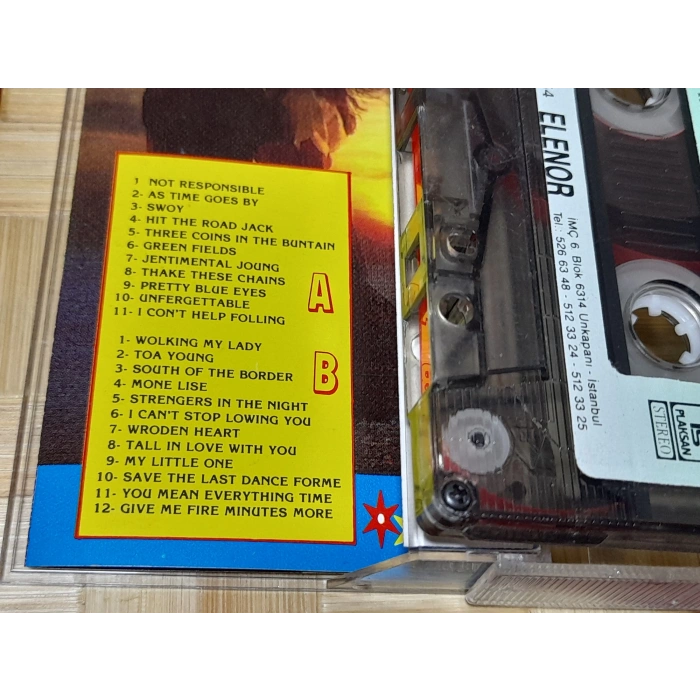 1 NOT RESPONSIBLE
2- AS TIME GOES BY
3- SWOY
4- HIT THE ROAD JACK
5- THREE COINS IN THE BUNTAIN
6- GREEN FIELDS
7- JENTIMENTAL JOUNG
8- THAKE THESE CHAINS
9- PRETTY BLUE EYES
10- UNFERGETTABLE
11- I CON'T HELP FOLLING
A
1- WOLKING MY LADY
2- TOA YOUNG
3- SOUTH OF THE BORDER
4- MONE LISE
5- STRENGERS IN THE NIGHT
6- I CAN'T STOP LOWING YOU
7- WRODEN HEART
8- TALL IN LOVE WITH YOU
9- MY LITTLE ONE
10- SAVE THE LAST DANCE FORME
11- YOU MEAN EVERYTHING TIME
12- GIVE ME FIRE MINUTES MORE
B
4
ELENOR
İMÇ 6. Blok 6314 Unkapanı - İstanbul
Tel.: 526 63 48 - 512 33 24 - 512 33 25
PLAKSAN
STEREO